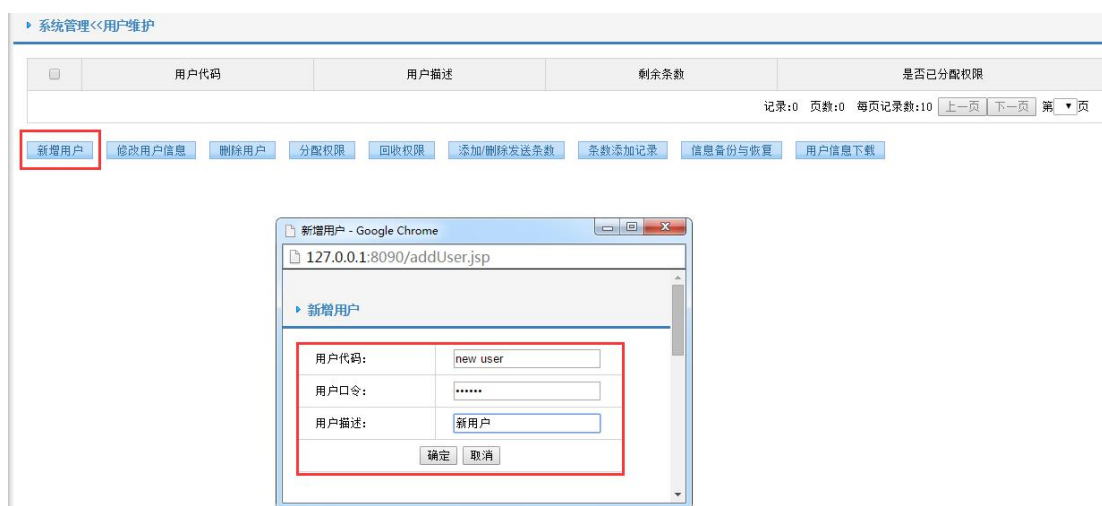 系统管理<<用户维护
用户代码 用户描述 剩余条数 是否已分配权限
记录:0 页数:0 每页记录数:10 上一页 下一页 第 页
新增用户 修改用户信息 删除用户 分配权限 回收权限 添加/删除发送条数 条数添加记录 信息备份与恢复 用户信息下载
新增用户 - Google Chrome
127.0.0.1:8090/addUser.jsp
新增用户
用户代码: new user
用户口令: ••••••
用户描述: 新用户
确定 取消